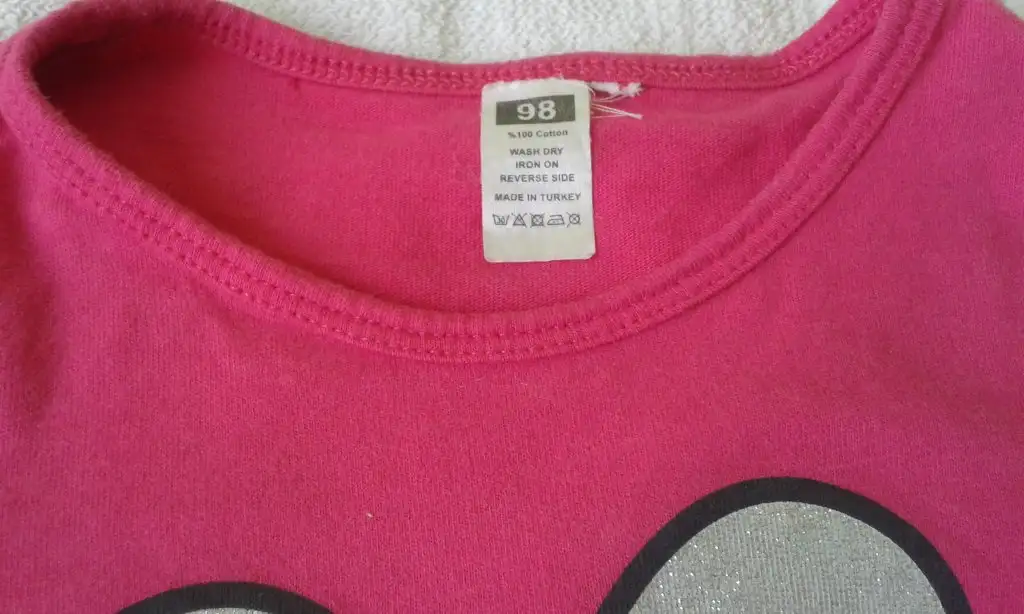 98
%100 Cotton
WASH DRY
IRON ON
REVERSE SIDE
MADE IN TURKEY